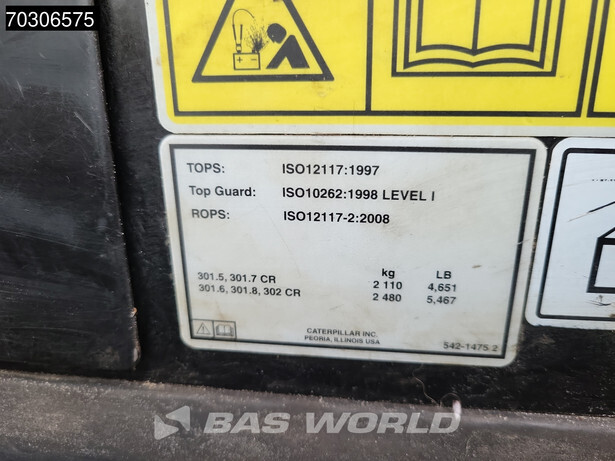 70306575
TOPS: ISO12117:1997
Top Guard: ISO10262:1998 LEVEL I
ROPS: ISO12117-2:2008
kg LB
301.5, 301.7 CR 2 110 4,651
301.6, 301.8, 302 CR 2 480 5,467
CATERPILLAR INC.
PEORIA, ILLINOIS USA
542-1475 2
BAS WORLD